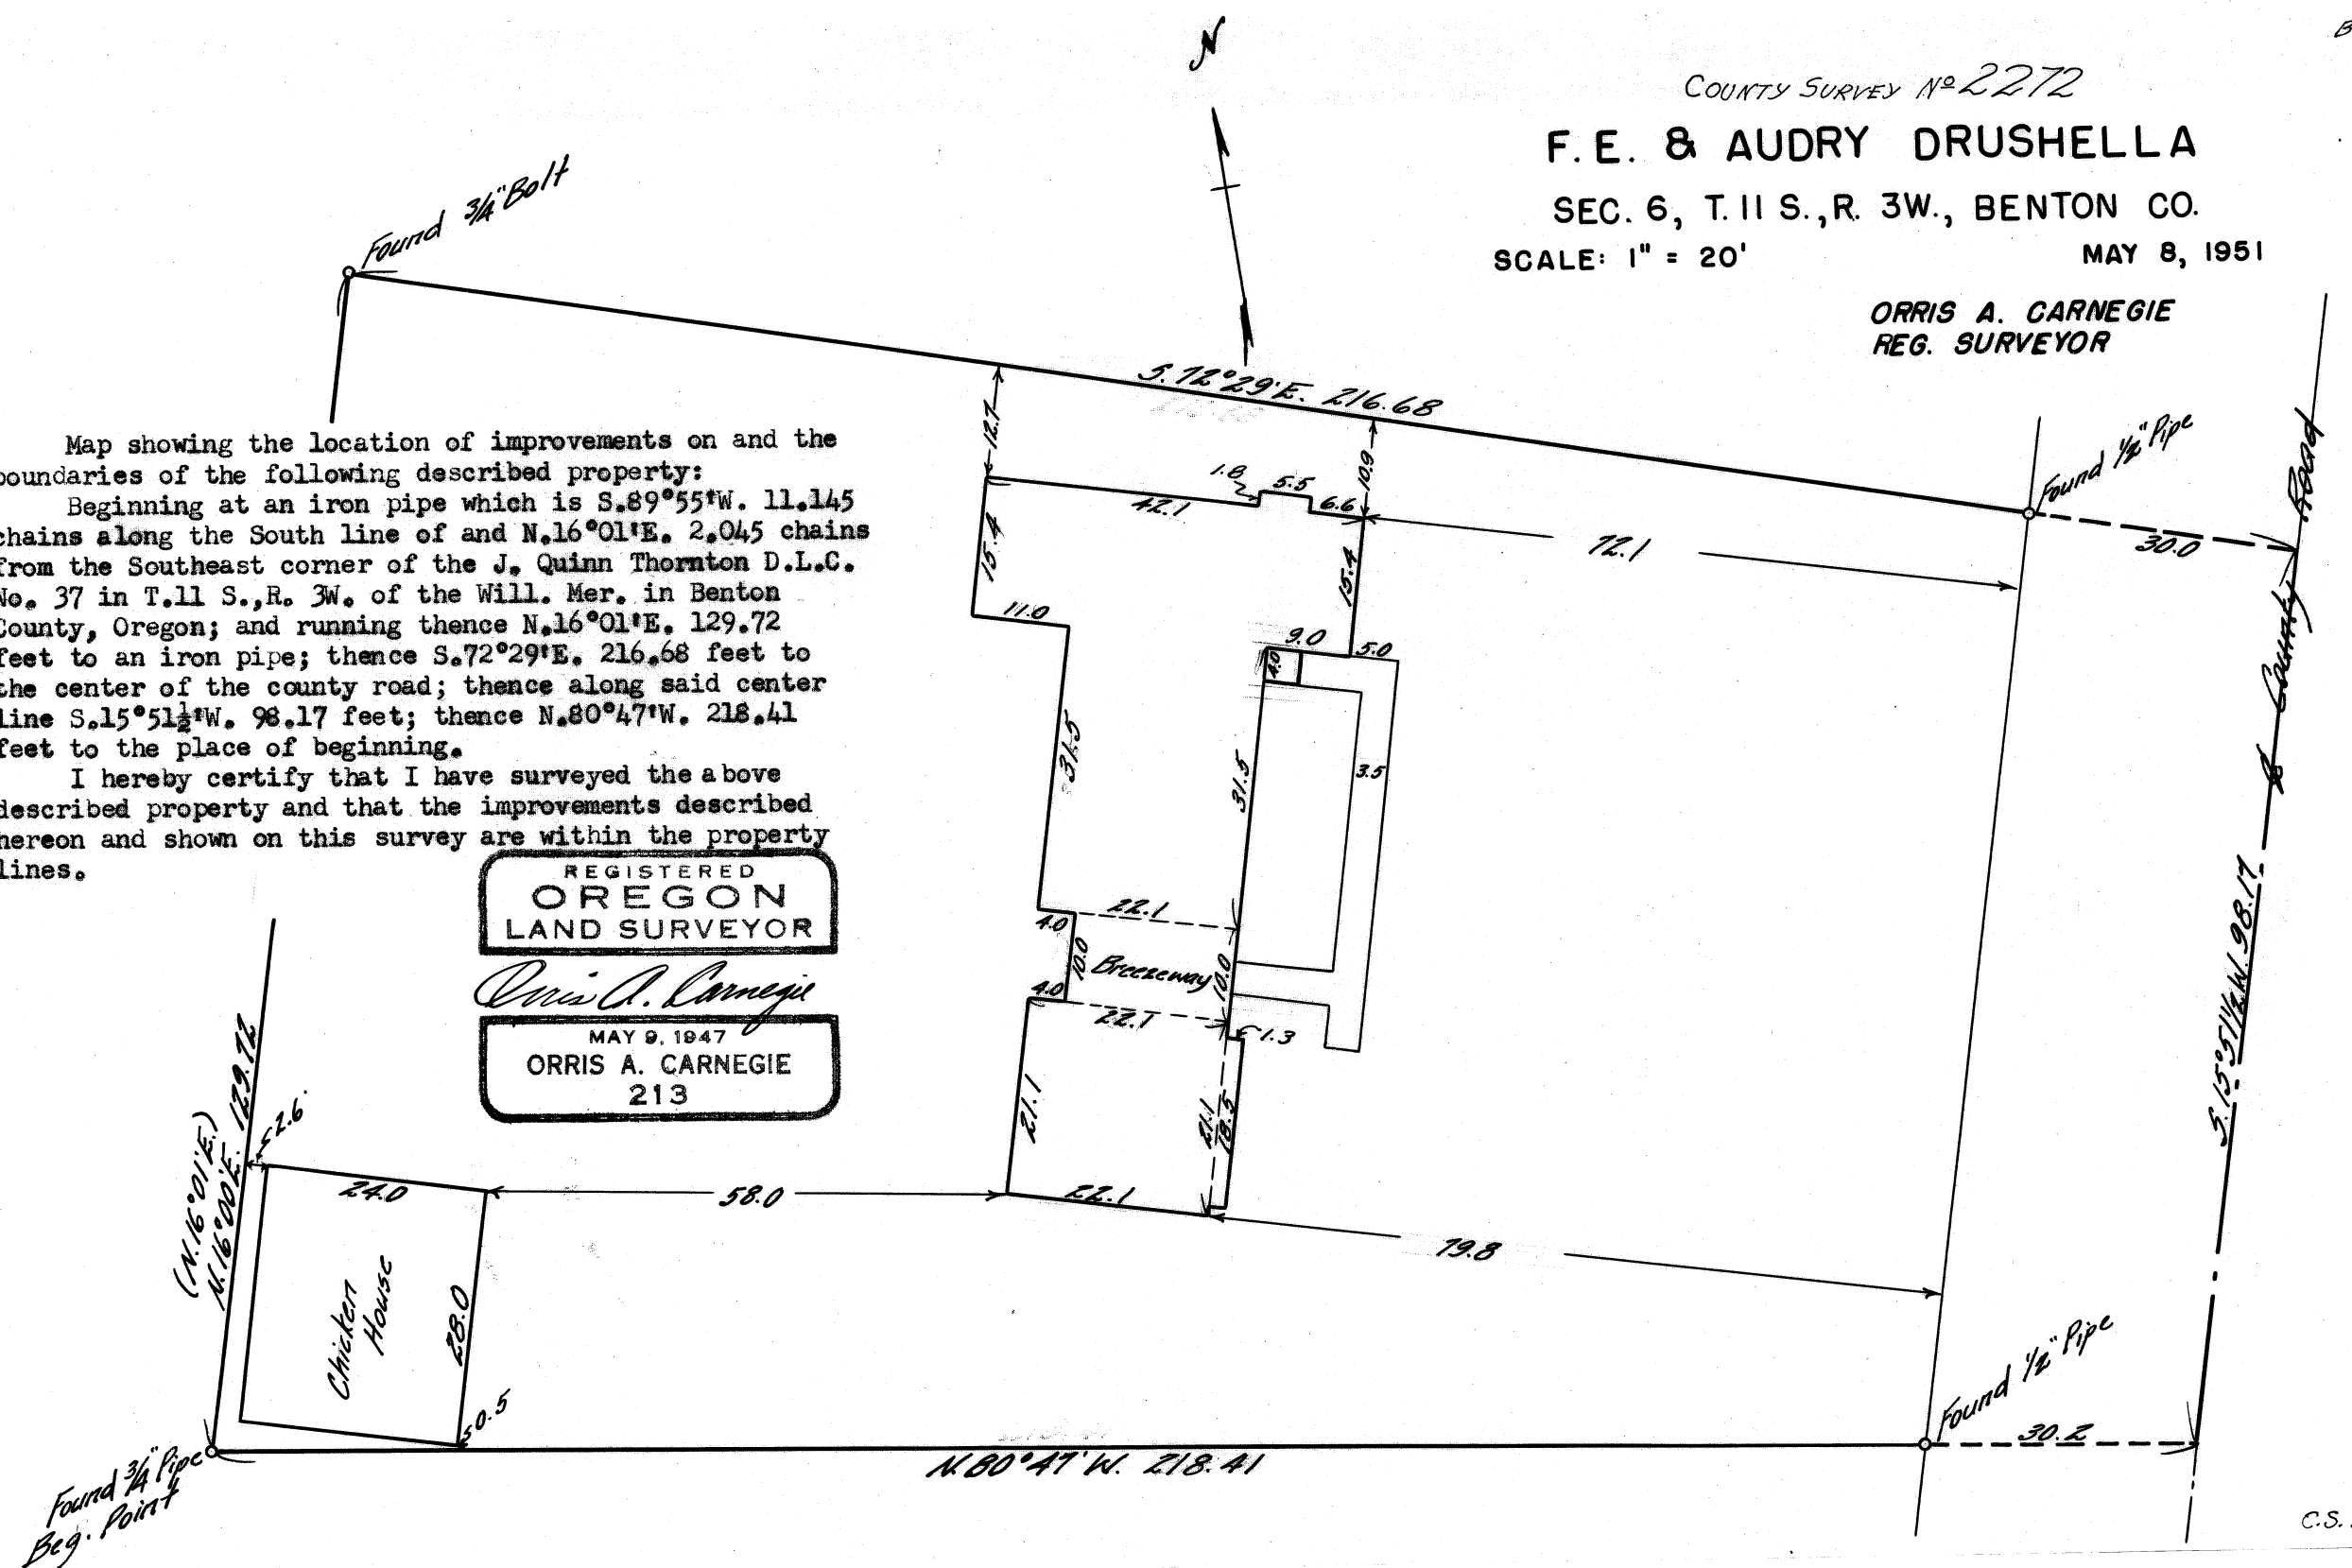 N
COUNTY SURVEY Nº 2272
F. E. & AUDRY DRUSHELLA
SEC. 6, T. 11 S., R. 3W., BENTON CO.
SCALE: 1" = 20'
MAY 8, 1951
ORRIS A. CARNEGIE
REG. SURVEYOR
Found 3/4" Bolt
S. 72°29'E. 216.68
Found 1/2" Pipe
30.0
County Road
Map showing the location of improvements on and the
boundaries of the following described property:
Beginning at an iron pipe which is S.89°55'W. 11.145
chains along the South line of and N.16°01'E. 2.045 chains
from the Southeast corner of the J. Quinn Thornton D.L.C.
No. 37 in T.11 S.,R. 3W. of the Will. Mer. in Benton
County, Oregon; and running thence N.16°01'E. 129.72
feet to an iron pipe; thence S.72°29'E. 216.68 feet to
the center of the county road; thence along said center
line S.15°51½'W. 98.17 feet; thence N.80°47'W. 218.41
feet to the place of beginning.
I hereby certify that I have surveyed the above
described property and that the improvements described
hereon and shown on this survey are within the property
lines.
REGISTERED
OREGON
LAND SURVEYOR
Orris A. Carnegie
MAY 9, 1947
ORRIS A. CARNEGIE
213
12.7
10.9
1.8
5.5
6.6
42.1
72.1
15.4
15.4
11.0
9.0
5.0
4.0
31.5
31.5
3.5
22.1
4.0
10.0
Breezeway
10.0
4.0
22.1
1.3
21.1
21.1
18.5
22.1
58.0
79.8
S. 15°51½'W. 98.17
(N.16°01'E.)
N.16°00'E. 129.72
2.6
24.0
Chicken
House
28.0
0.5
Found 3/4" Pipe
Beg. Point
N. 80°47' W. 218.41
Found 1/2" Pipe
30.2
C.S.